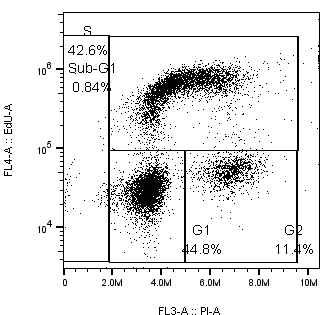 S
42.6%
Sub-G1
0.84%
10^6
10^5
10^4
FL4-A :: EdU-A
G1
44.8%
G2
11.4%
0
2.0M
4.0M
6.0M
8.0M
10.0M
FL3-A :: PI-A